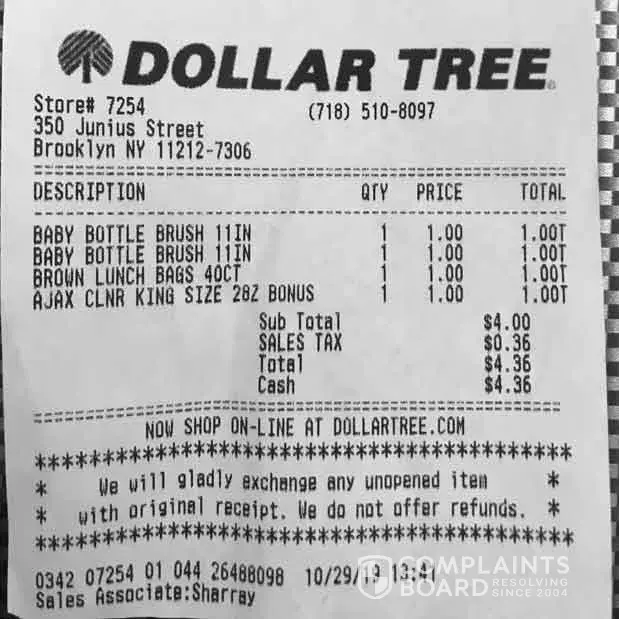 DOLLAR TREE
Store# 7254 (718) 510-8097
350 Junius Street
Brooklyn NY 11212-7306
DESCRIPTION QTY PRICE TOTAL
BABY BOTTLE BRUSH 11IN 1 1.00 1.00T
BABY BOTTLE BRUSH 11IN 1 1.00 1.00T
BROWN LUNCH BAGS 40CT 1 1.00 1.00T
AJAX CLNR KING SIZE 28Z BONUS 1 1.00 1.00T
Sub Total $4.00
SALES TAX $0.36
Total $4.36
Cash $4.36
NOW SHOP ON-LINE AT DOLLARTREE.COM
****************************************
* We will gladly exchange any unopened item *
* with original receipt. We do not offer refunds. *
****************************************
0342 07254 01 044 26488098 10/29/19 13:41
Sales Associate:Sharray
COMPLAINTS
BOARD RESOLVING
SINCE 2004